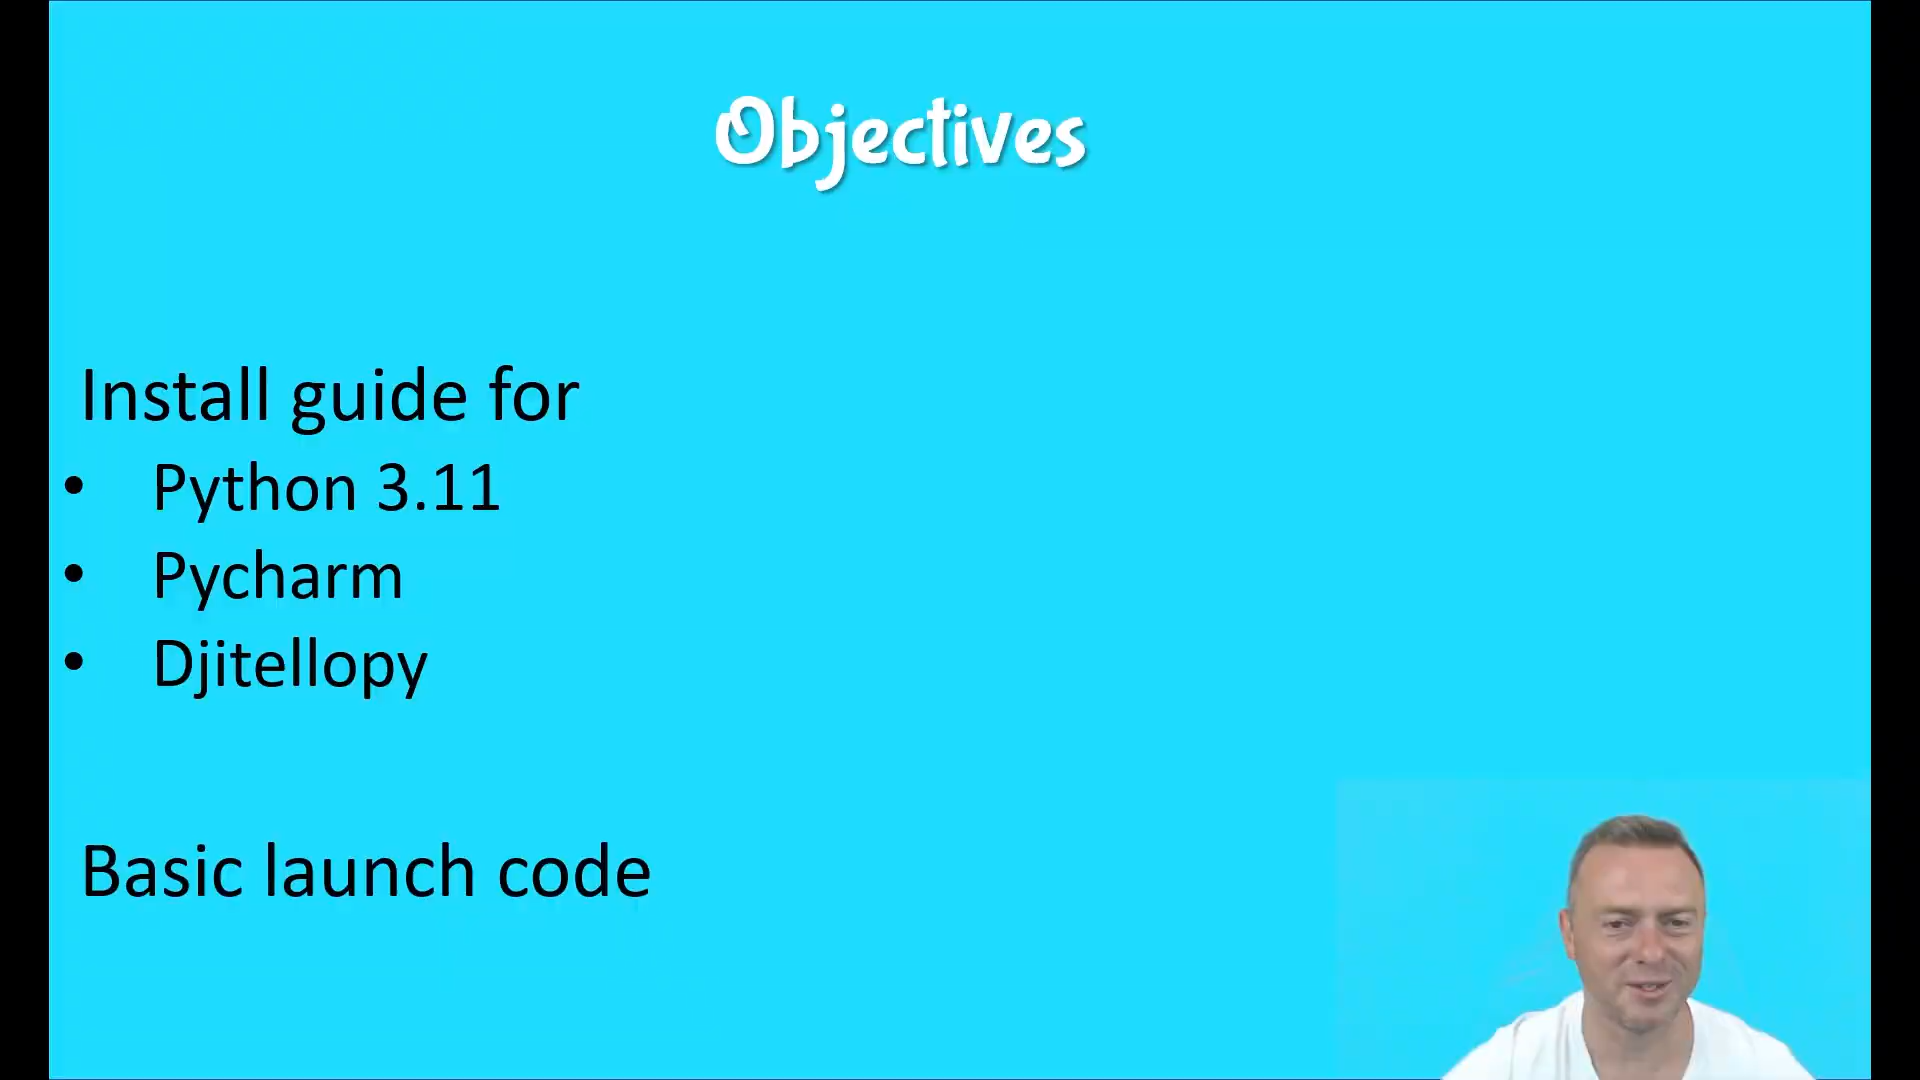 Objectives
Install guide for
• Python 3.11
• Pycharm
• Djitellopy
Basic launch code